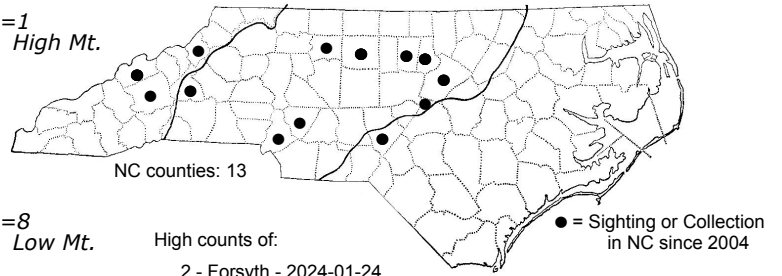 =1
High Mt.
NC counties: 13
=8
Low Mt.
High counts of:
2 - Forsyth - 2024-01-24
● = Sighting or Collection
in NC since 2004